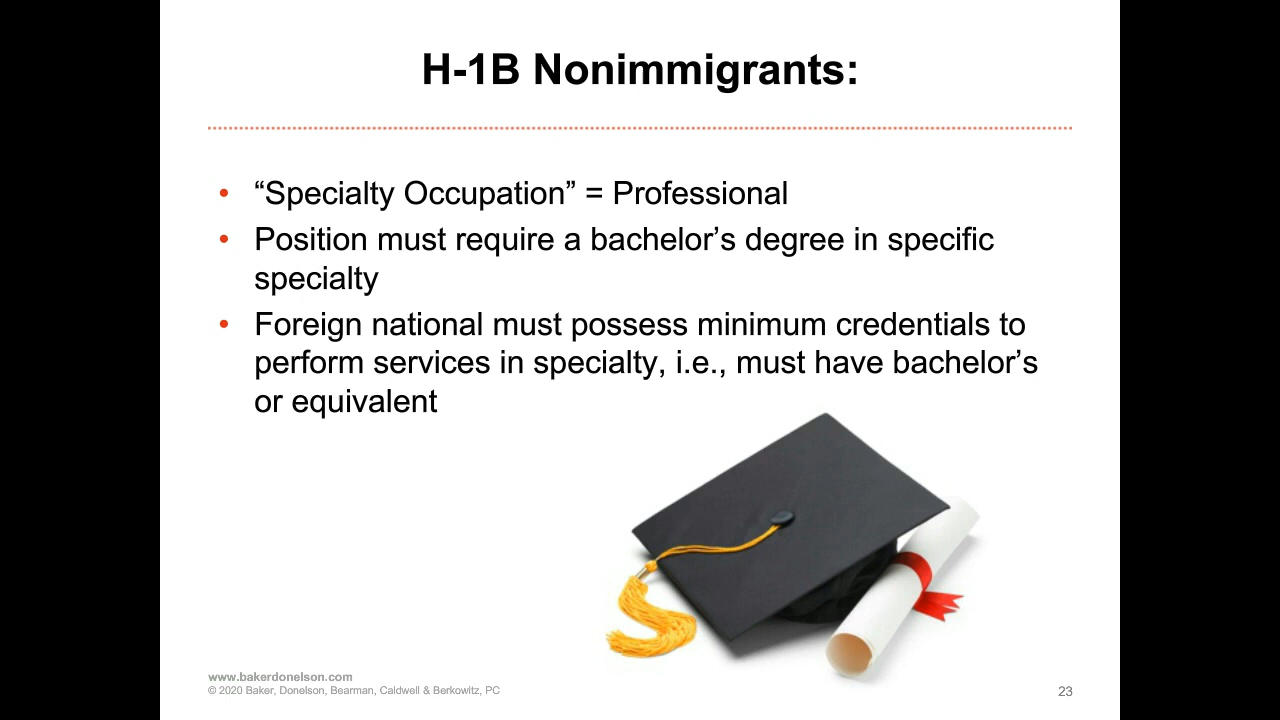 H-1B Nonimmigrants:
• “Specialty Occupation” = Professional
• Position must require a bachelor’s degree in specific
specialty
• Foreign national must possess minimum credentials to
perform services in specialty, i.e., must have bachelor’s
or equivalent
www.bakerdonelson.com
© 2020 Baker, Donelson, Bearman, Caldwell & Berkowitz, PC
23